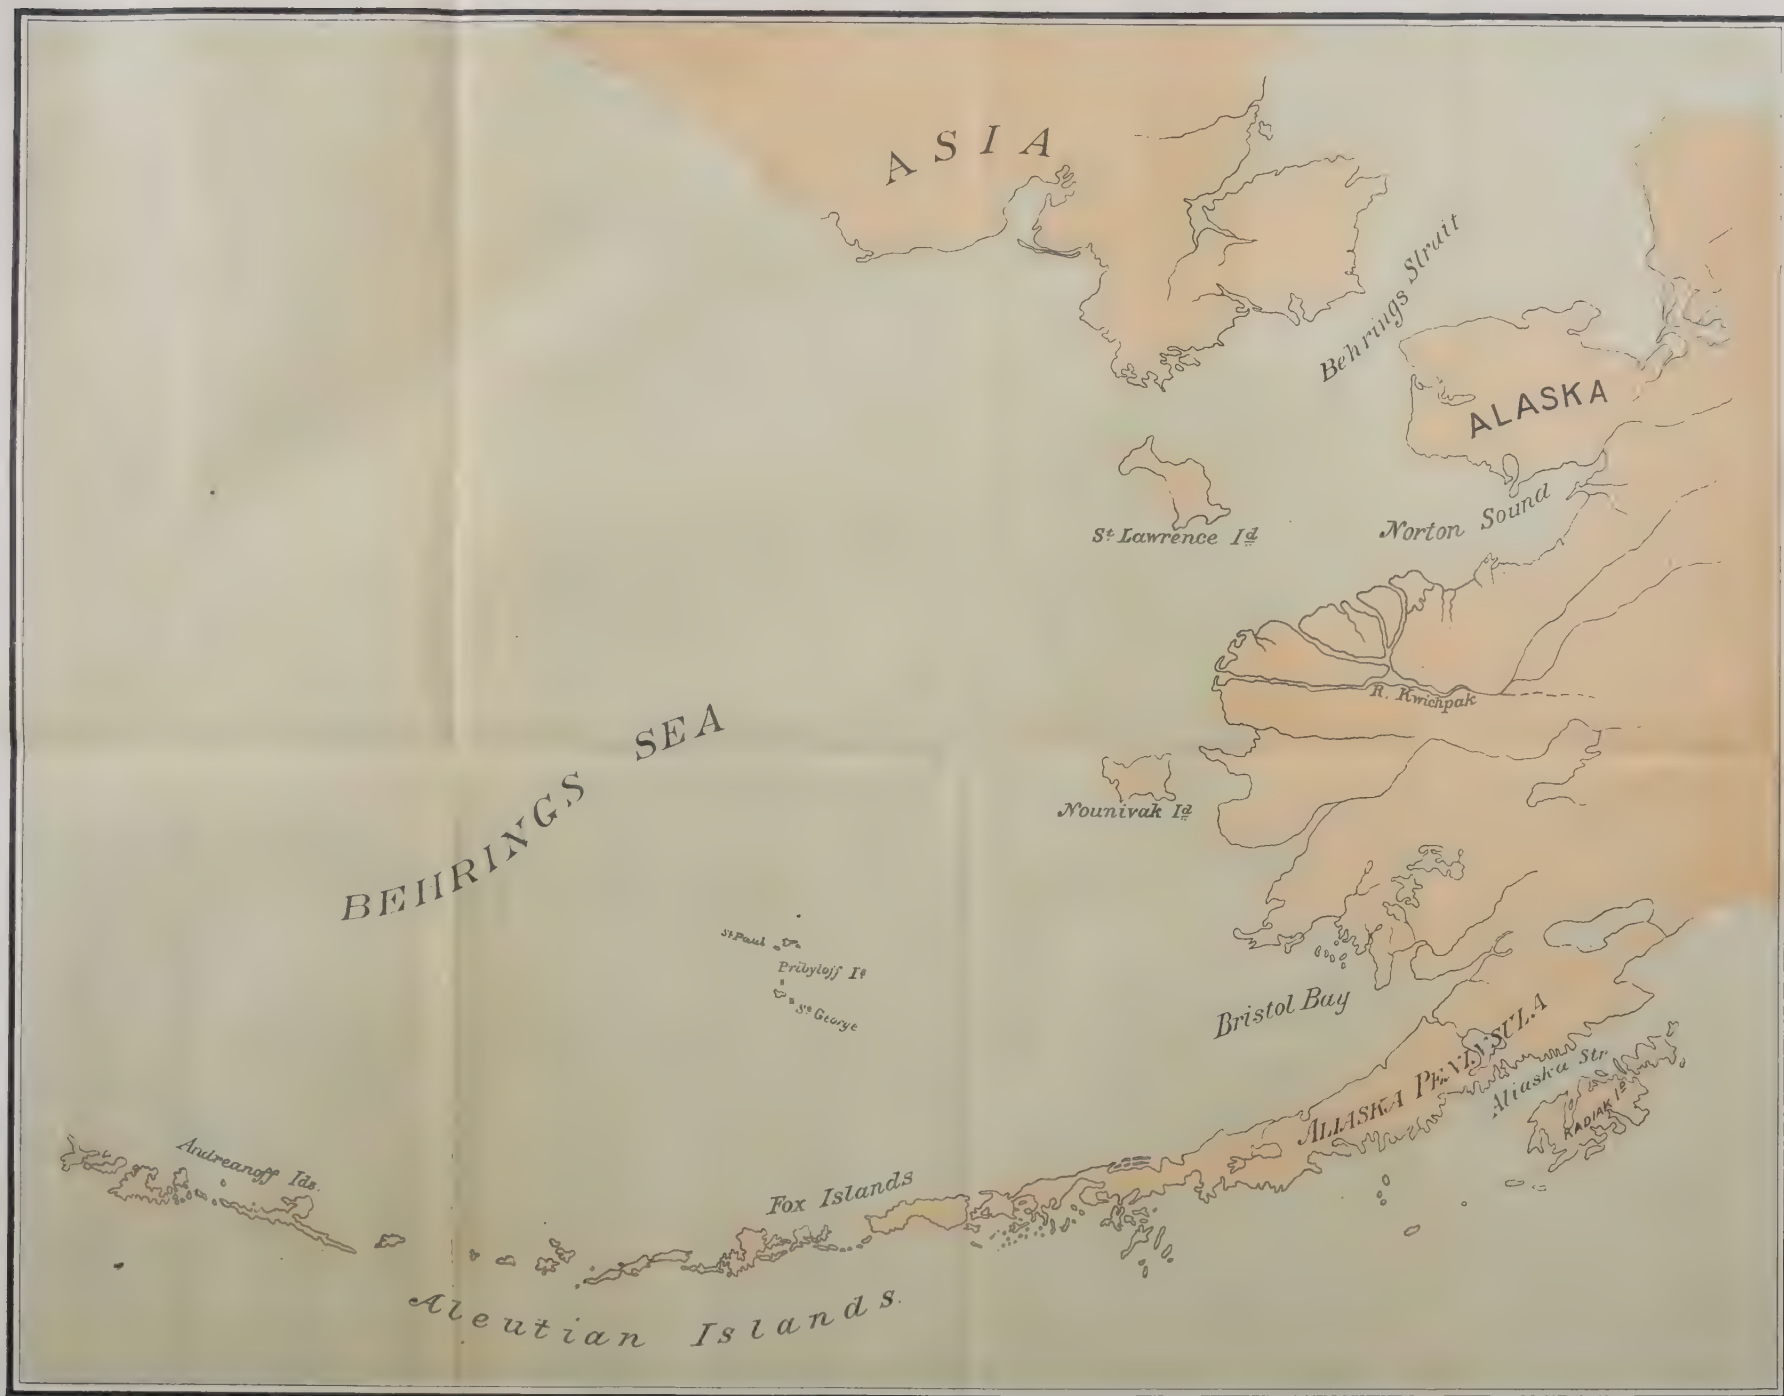 ASIA
Behrings Strait
ALASKA
Norton Sound
St. Lawrence Id.
R. Kwichpak
Nounivak Id.
BEHRINGS SEA
St. Paul
Pribyloff Is.
St. George
Bristol Bay
ALIASKA PENINSULA
Aliaska Str.
KADIAK Id.
Andreanoff Ids.
Fox Islands
Aleutian Islands.